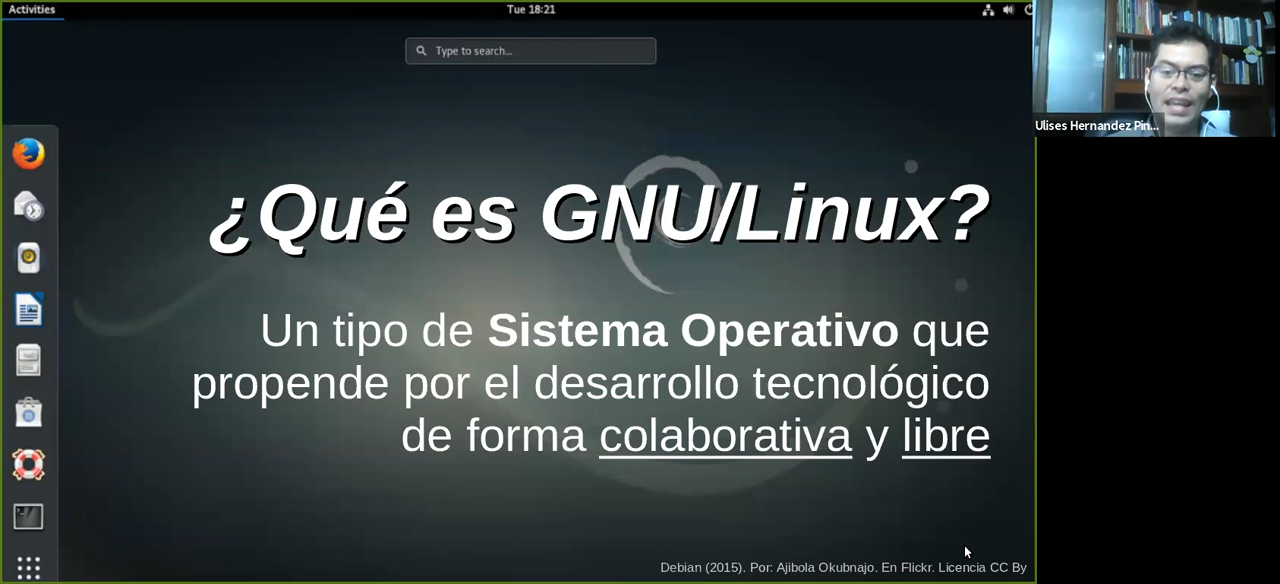 Activities
Tue 18:21
Type to search...
Ulises Hernandez Pin...
¿Qué es GNU/Linux?
Un tipo de Sistema Operativo que
propende por el desarrollo tecnológico
de forma colaborativa y libre
Debian (2015). Por: Ajibola Okubnajo. En Flickr. Licencia CC By